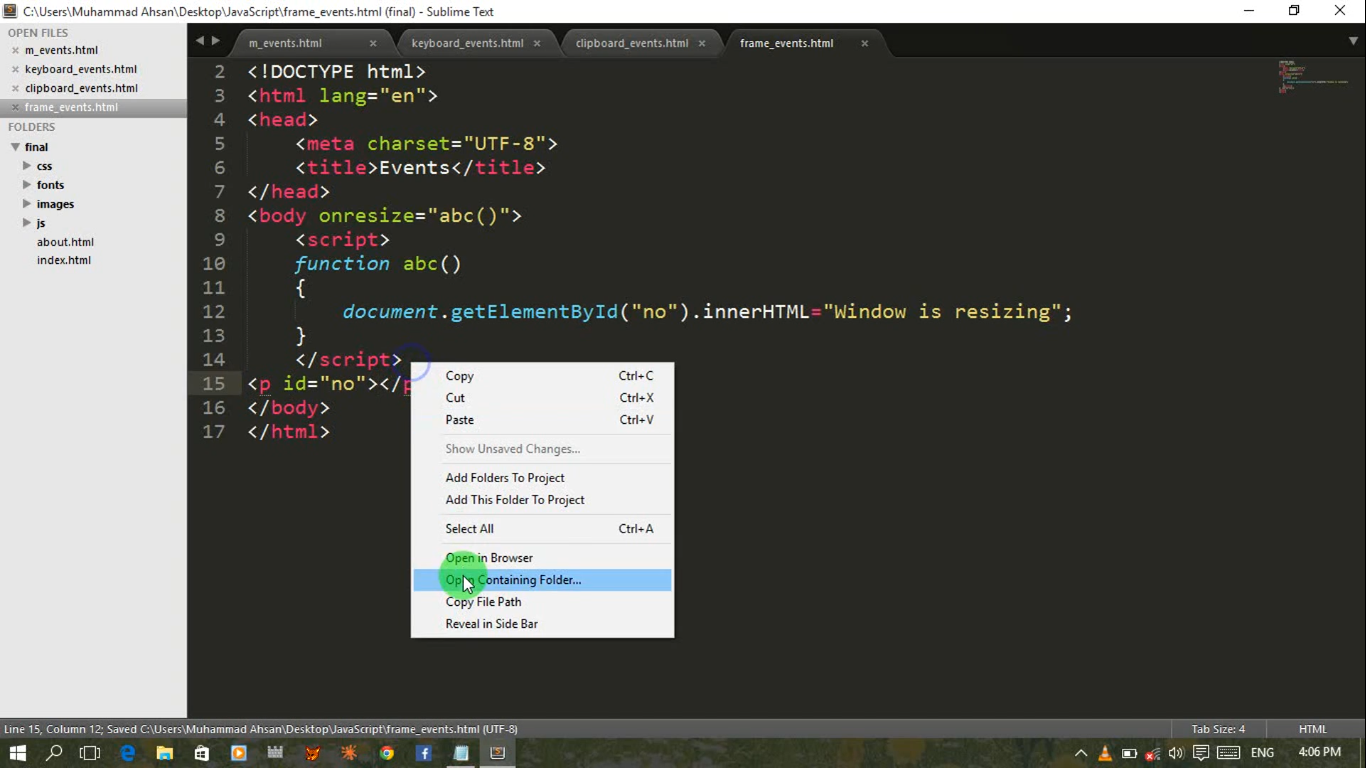 C:\Users\Muhammad Ahsan\Desktop\JavaScript\frame_events.html (final) - Sublime Text
OPEN FILES
m_events.html
keyboard_events.html
clipboard_events.html
frame_events.html
FOLDERS
final
css
fonts
images
js
about.html
index.html
m_events.html
keyboard_events.html
clipboard_events.html
frame_events.html
2 <!DOCTYPE html>
3 <html lang="en">
4 <head>
5 <meta charset="UTF-8">
6 <title>Events</title>
7 </head>
8 <body onresize="abc()">
9 <script>
10 function abc()
11 {
12 document.getElementById("no").innerHTML="Window is resizing";
13 }
14 </script>
15 <p id="no"></p
16 </body>
17 </html>
Copy Ctrl+C
Cut Ctrl+X
Paste Ctrl+V
Show Unsaved Changes...
Add Folders To Project
Add This Folder To Project
Select All Ctrl+A
Open in Browser
Open Containing Folder...
Copy File Path
Reveal in Side Bar
Line 15, Column 12; Saved C:\Users\Muhammad Ahsan\Desktop\JavaScript\frame_events.html (UTF-8)
Tab Size: 4
HTML
ENG
4:06 PM